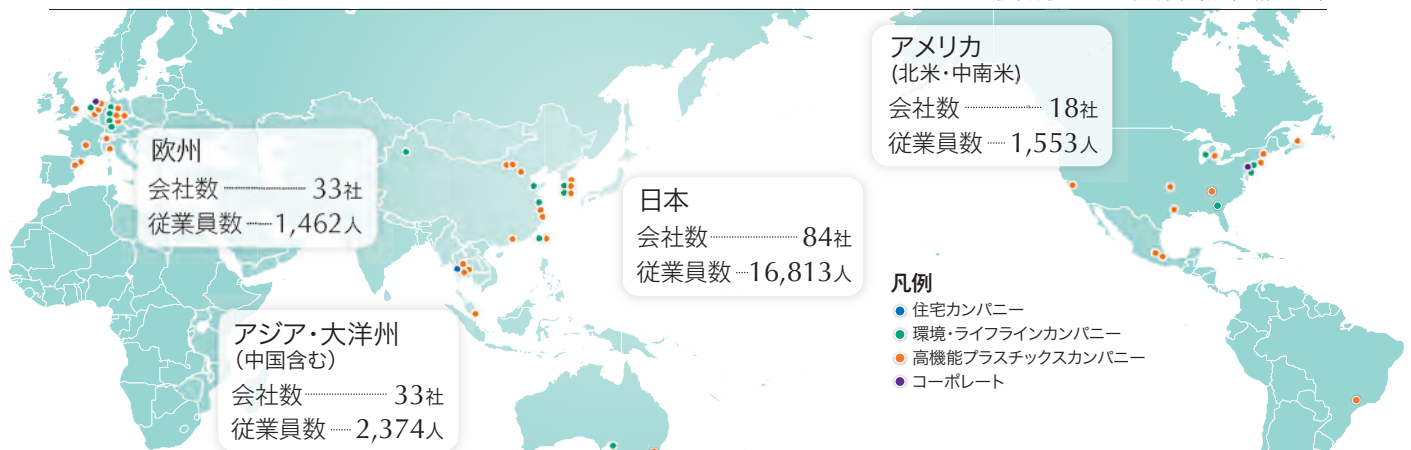 欧州
会社数 33社
従業員数 1,462人
アジア・大洋州
(中国含む)
会社数 33社
従業員数 2,374人
日本
会社数 84社
従業員数 16,813人
アメリカ
(北米・中南米)
会社数 18社
従業員数 1,553人
凡例
住宅カンパニー
環境・ライフラインカンパニー
高機能プラスチックスカンパニー
コーポレート